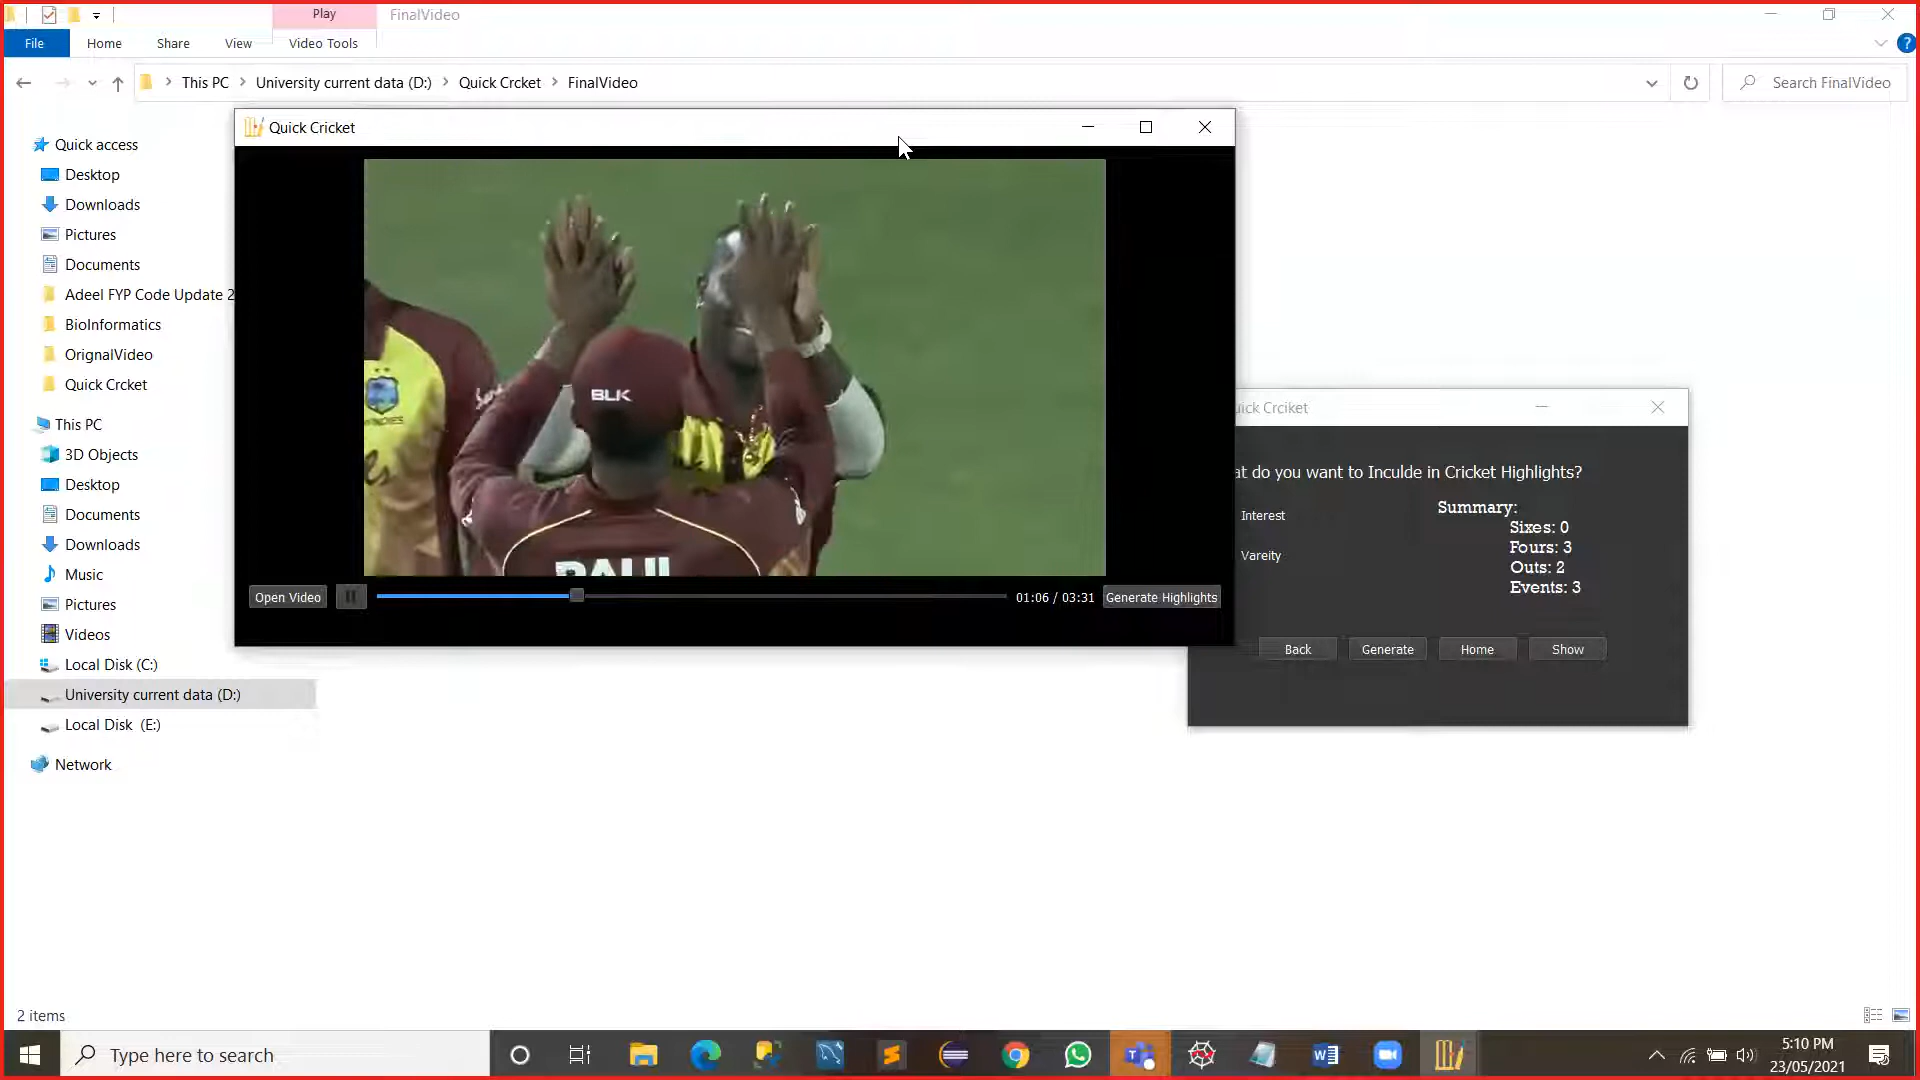 Play
FinalVideo
File
Home
Share
View
Video Tools
This PC
University current data (D:)
Quick Crcket
FinalVideo
Search FinalVideo
Quick access
Desktop
Downloads
Pictures
Documents
Adeel FYP Code Update 2
BioInformatics
OrignalVideo
Quick Crcket
This PC
3D Objects
Desktop
Documents
Downloads
Music
Pictures
Videos
Local Disk (C:)
University current data (D:)
Local Disk (E:)
Network
Quick Cricket
BLK
PAUL
Open Video
01:06 / 03:31
Generate Highlights
uick Crciket
at do you want to Inculde in Cricket Highlights?
Interest
Vareity
Summary:
Sixes: 0
Fours: 3
Outs: 2
Events: 3
Back
Generate
Home
Show
2 items
Type here to search
5:10 PM
23/05/2021